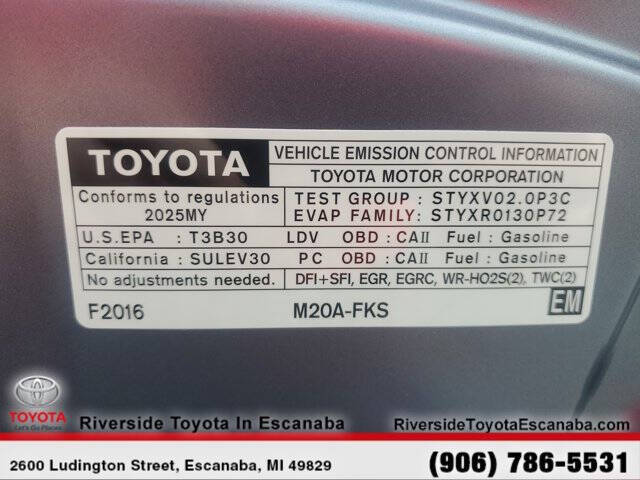 TOYOTA
VEHICLE EMISSION CONTROL INFORMATION
TOYOTA MOTOR CORPORATION
Conforms to regulations
2025MY
TEST GROUP : STYXV02.0P3C
EVAP FAMILY: STYXR0130P72
U.S.EPA : T3B30 LDV OBD : CAII Fuel : Gasoline
California : SULEV30 PC OBD : CAII Fuel : Gasoline
No adjustments needed. DFI+SFI, EGR, EGRC, WR-HO2S(2), TWC(2)
F2016 M20A-FKS EM
TOYOTA
Let's Go Places
Riverside Toyota In Escanaba
RiversideToyotaEscanaba.com
2600 Ludington Street, Escanaba, MI 49829
(906) 786-5531